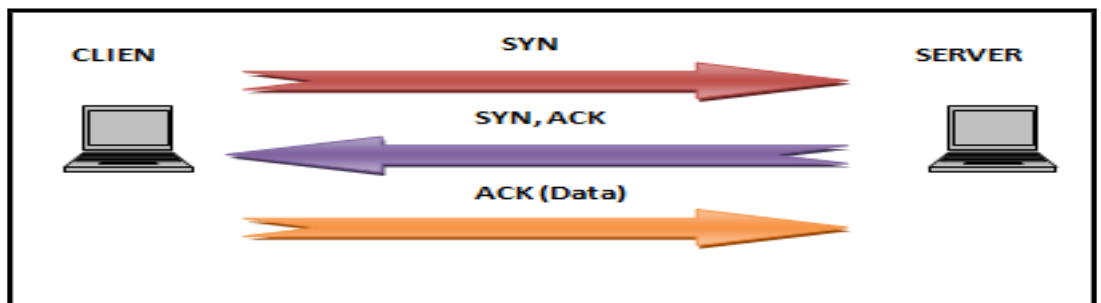 SYN
CLIEN
SERVER
SYN, ACK
ACK (Data)